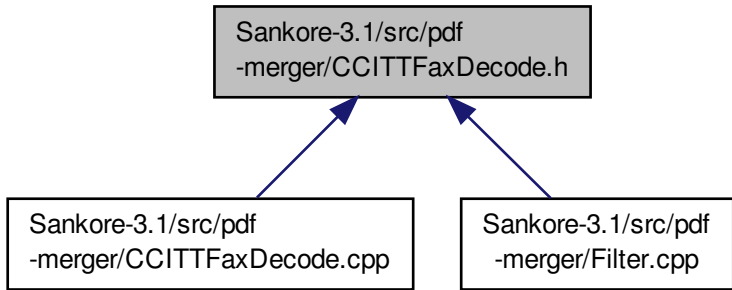 Sankore-3.1/src/pdf
-merger/CCITTFaxDecode.h
Sankore-3.1/src/pdf
-merger/CCITTFaxDecode.cpp
Sankore-3.1/src/pdf
-merger/Filter.cpp